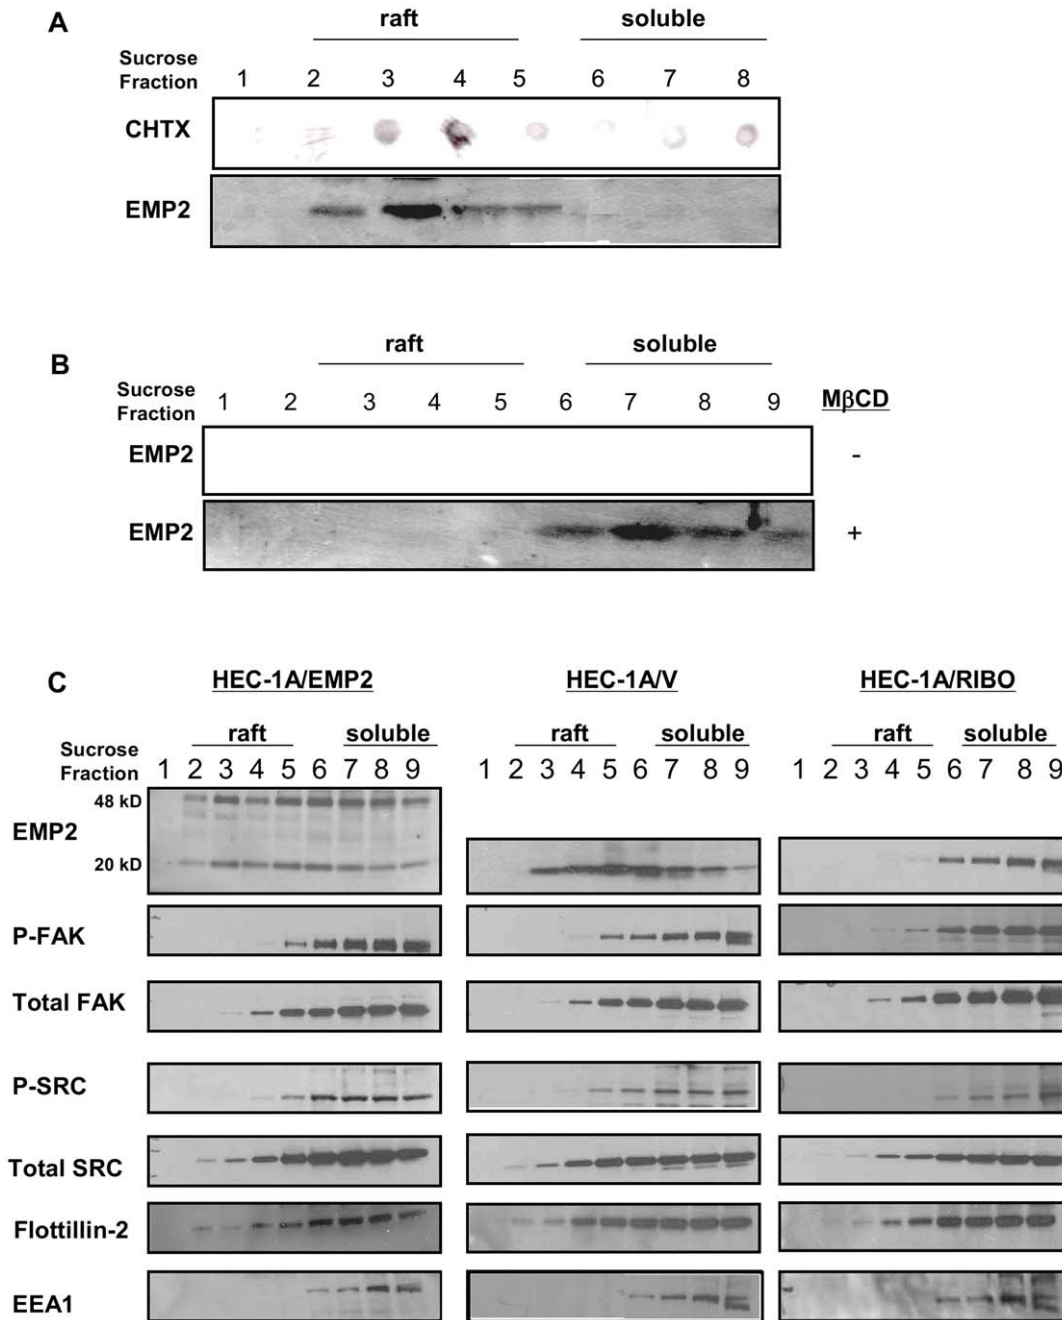 A
raft soluble
Sucrose Fraction 1 2 3 4 5 6 7 8
CHTX
EMP2
B
raft soluble
Sucrose Fraction 1 2 3 4 5 6 7 8 9 MβCD
EMP2 -
EMP2 +
C
HEC-1A/EMP2 HEC-1A/V HEC-1A/RIBO
raft soluble raft soluble raft soluble
Sucrose Fraction 1 2 3 4 5 6 7 8 9 1 2 3 4 5 6 7 8 9 1 2 3 4 5 6 7 8 9
48 kD
EMP2
20 kD
P-FAK
Total FAK
P-SRC
Total SRC
Flottillin-2
EEA1